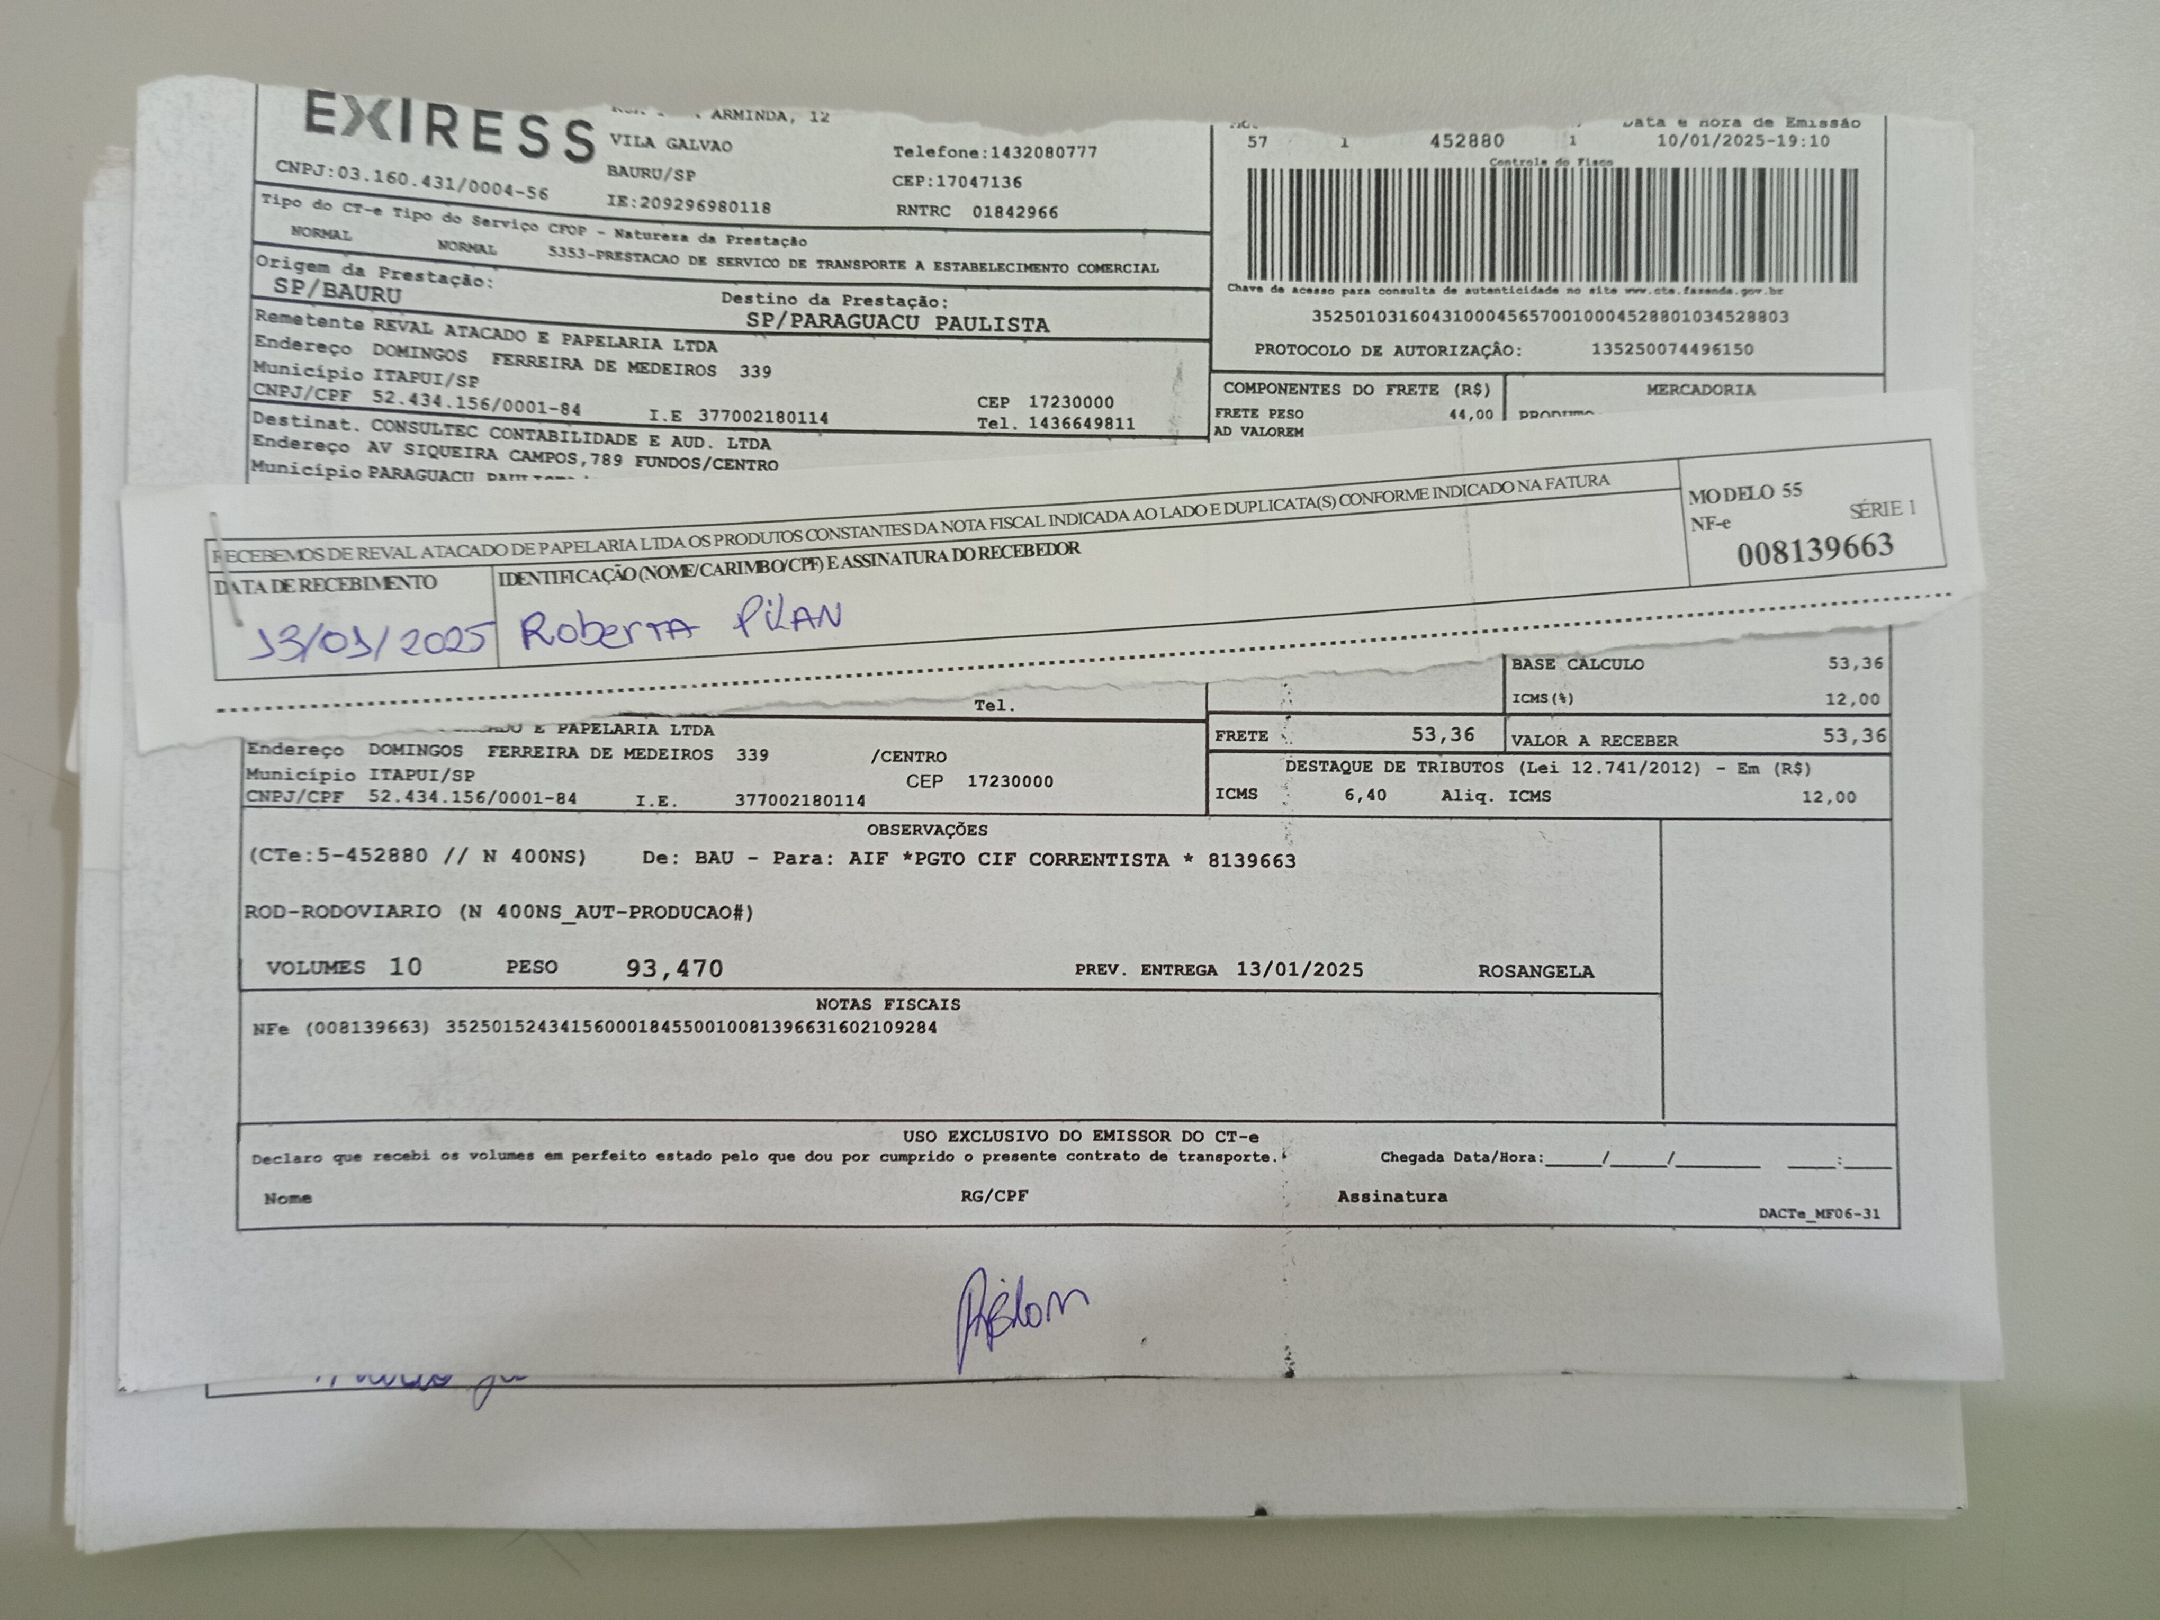 EXIRESS
ARMINDA, 12
VILA GALVAO
BAURU/SP
IE:209296980118
Telefone:1432080777
CEP:17047136
RNTRC 01842966
CNPJ:03.160.431/0004-56
Data e Hora de Emissão
57 1 452880 1 10/01/2025-19:10
Controle do Fisco
Chave de acesso para consulta de autenticidade no site www.cte.fazenda.gov.br
35250103160431000456570010004528801034528803
PROTOCOLO DE AUTORIZAÇÃO: 135250074496150
Tipo do CT-e Tipo do Serviço CFOP - Natureza da Prestação
NORMAL NORMAL 5353-PRESTACAO DE SERVICO DE TRANSPORTE A ESTABELECIMENTO COMERCIAL
Origem da Prestação:
SP/BAURU
Destino da Prestação:
SP/PARAGUACU PAULISTA
Remetente REVAL ATACADO E PAPELARIA LTDA
Endereço DOMINGOS FERREIRA DE MEDEIROS 339
Município ITAPUI/SP CEP 17230000
CNPJ/CPF 52.434.156/0001-84 I.E 377002180114 Tel. 1436649811
Destinat. CONSULTEC CONTABILIDADE E AUD. LTDA
Endereço AV SIQUEIRA CAMPOS,789 FUNDOS/CENTRO
Município PARAGUACU
COMPONENTES DO FRETE (R$) MERCADORIA
FRETE PESO 44,00
AD VALOREM
RECEBEMOS DE REVAL ATACADO DE PAPELARIA LTDA OS PRODUTOS CONSTANTES DA NOTA FISCAL INDICADA AO LADO E DUPLICATA(S) CONFORME INDICADO NA FATURA
DATA DE RECEBIMENTO
IDENTIFICAÇÃO (NOME/CARIMBO/CPF) E ASSINATURA DO RECEBEDOR
13/01/2025 Roberta Pilan
MODELO 55
NF-e SÉRIE 1
008139663
BASE CALCULO 53,36
ICMS(%) 12,00
Tel.
E PAPELARIA LTDA
Endereço DOMINGOS FERREIRA DE MEDEIROS 339 /CENTRO
Município ITAPUI/SP CEP 17230000
CNPJ/CPF 52.434.156/0001-84 I.E. 377002180114
FRETE 53,36 VALOR A RECEBER 53,36
DESTAQUE DE TRIBUTOS (Lei 12.741/2012) - Em (R$)
ICMS 6,40 Aliq. ICMS 12,00
OBSERVAÇÕES
(CTe:5-452880 // N 400NS) De: BAU - Para: AIF *PGTO CIF CORRENTISTA * 8139663
ROD-RODOVIARIO (N 400NS_AUT-PRODUCAO#)
VOLUMES 10 PESO 93,470 PREV. ENTREGA 13/01/2025 ROSANGELA
NOTAS FISCAIS
NFe (008139663) 35250152434156000184550010081396631602109284
USO EXCLUSIVO DO EMISSOR DO CT-e
Declaro que recebi os volumes em perfeito estado pelo que dou por cumprido o presente contrato de transporte. Chegada Data/Hora:_____/_____/________ ____:____
Nome RG/CPF Assinatura
DACTe_MF06-31